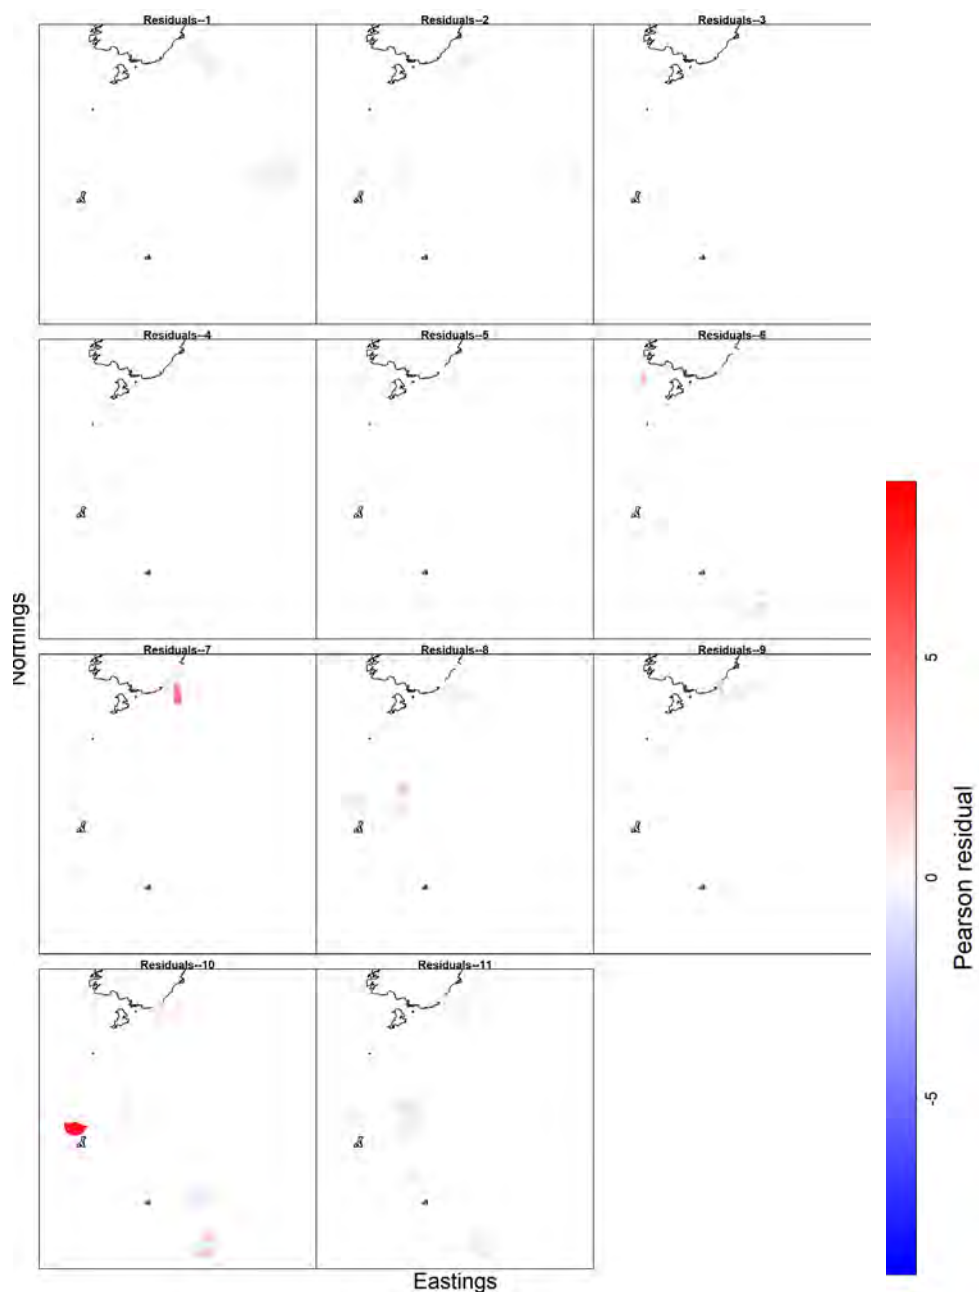 Residuals--1
Residuals--2
Residuals--3
Residuals--4
Residuals--5
Residuals--6
Residuals--7
Residuals--8
Residuals--9
Residuals--10
Residuals--11
Northings
Eastings
5
0
-5
Pearson residual